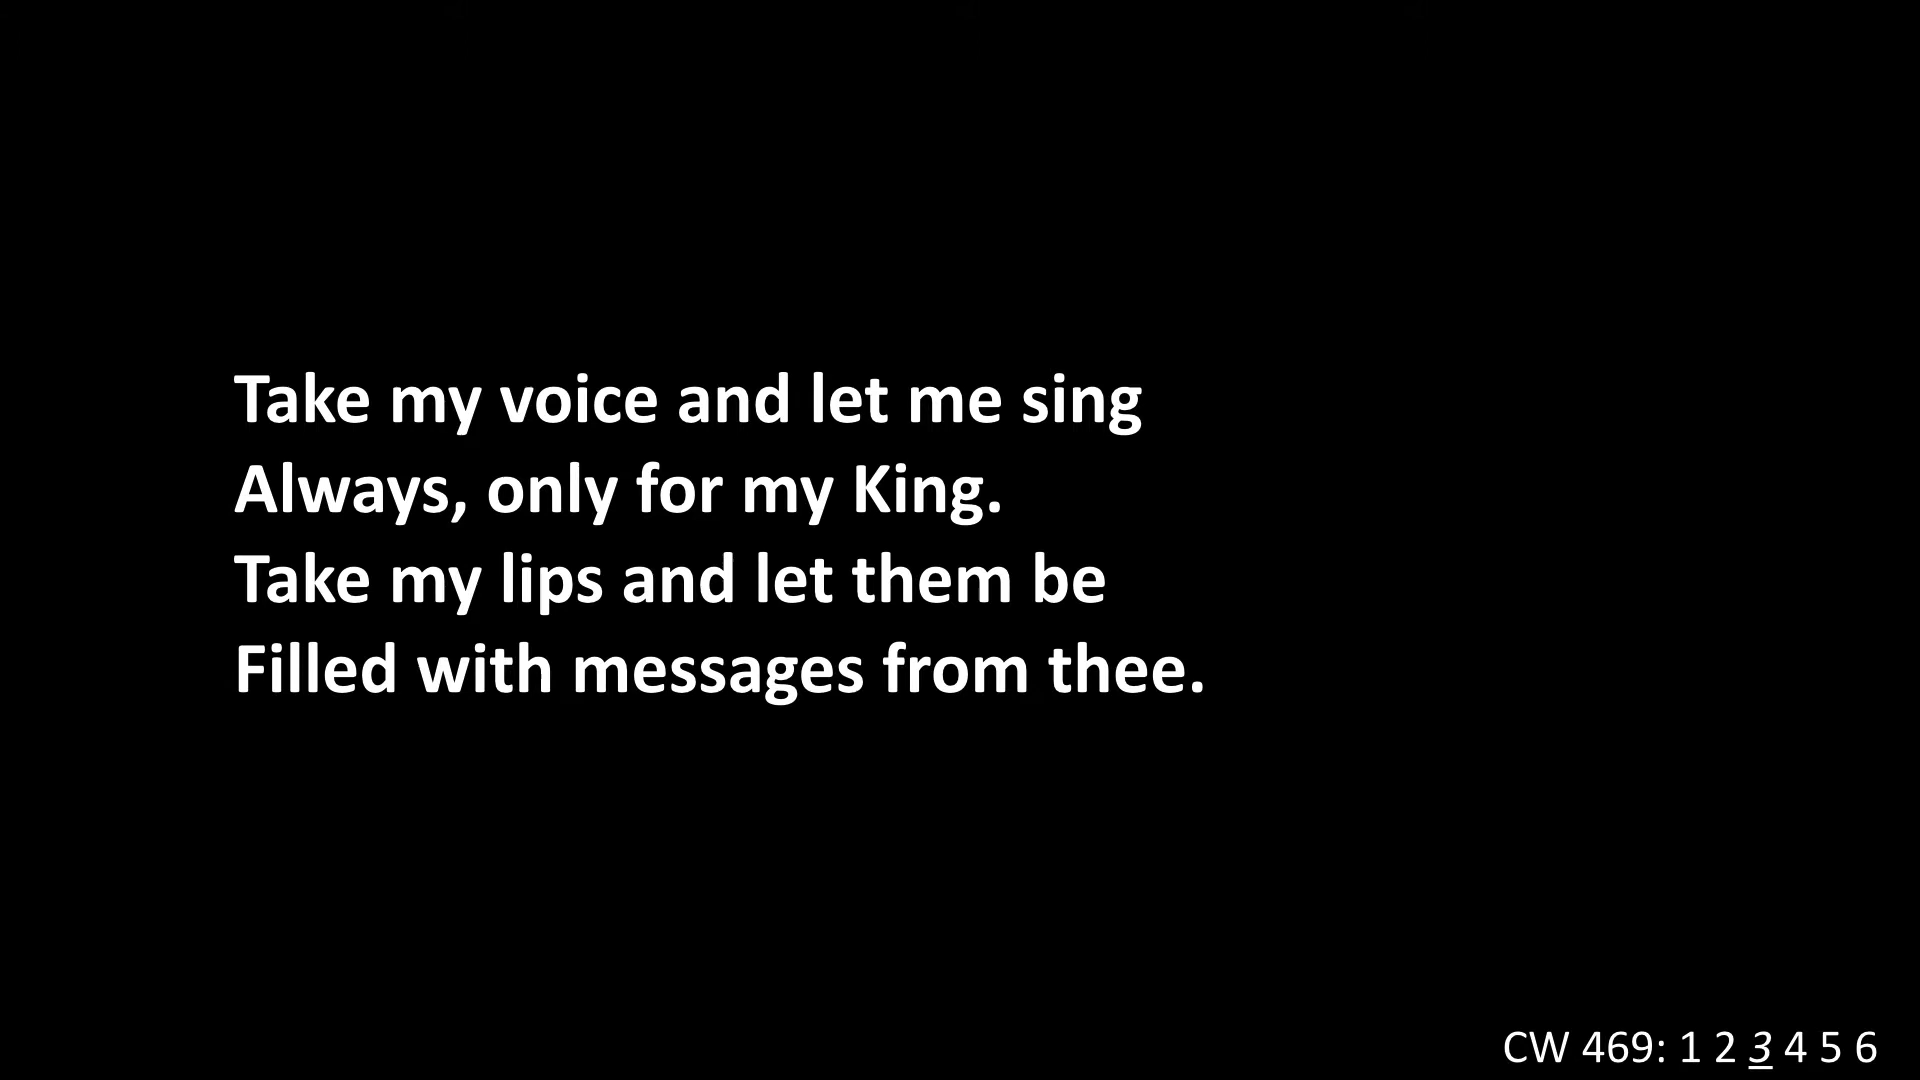 Take my voice and let me sing
Always, only for my King.
Take my lips and let them be
Filled with messages from thee.
CW 469: 1 2 3 4 5 6